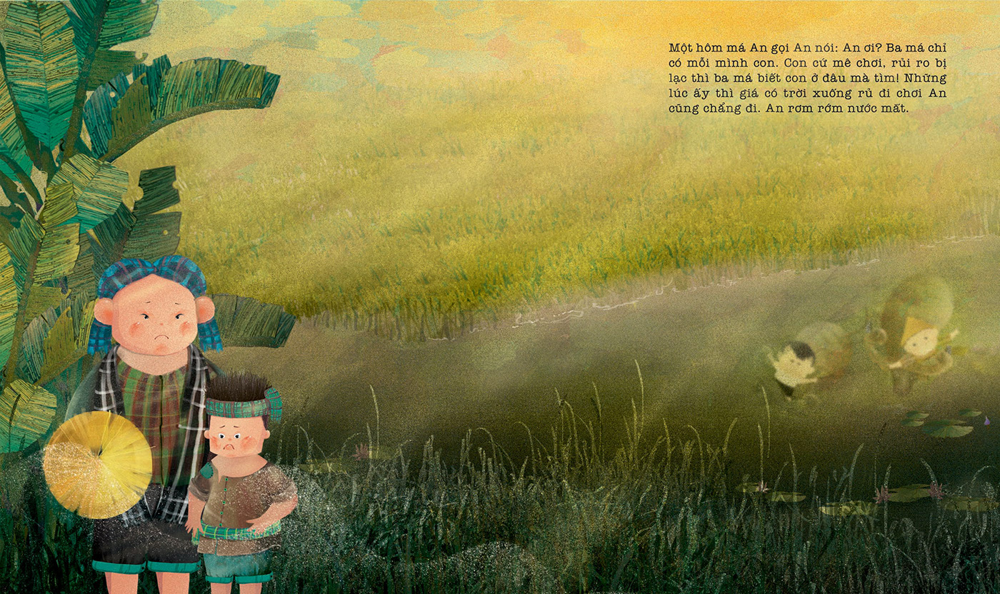 Một hôm má An gọi An nói: An ơi? Ba má chỉ
có mỗi mình con. Con cứ mê chơi, rủi ro bị
lạc thì ba má biết con ở đâu mà tìm! Những
lúc ấy thì giá có trời xuống rủ đi chơi An
cũng chẳng đi. An rơm rớm nước mắt.